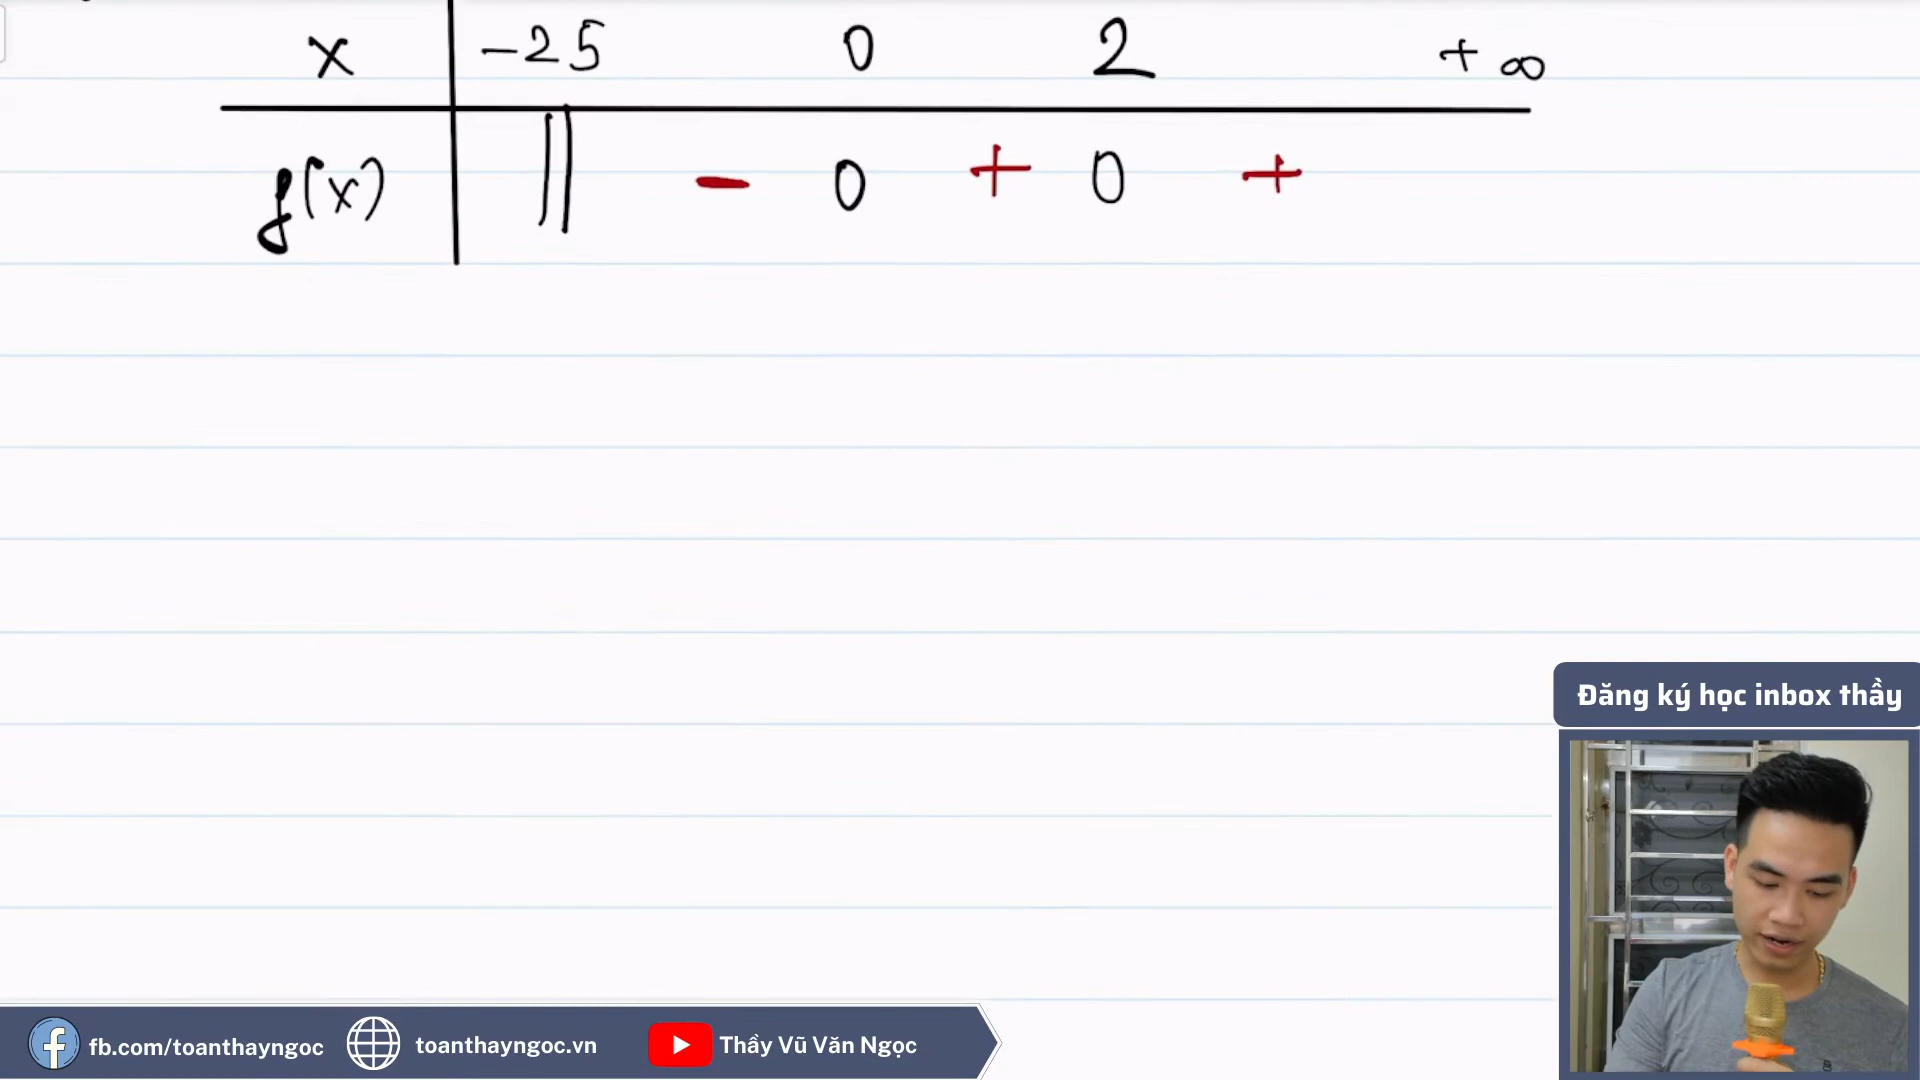 x -25 0 2 +∞
f(x) || - 0 + 0 +
Đăng ký học inbox thầy
fb.com/toanthayngoc toanthayngoc.vn Thầy Vũ Văn Ngọc